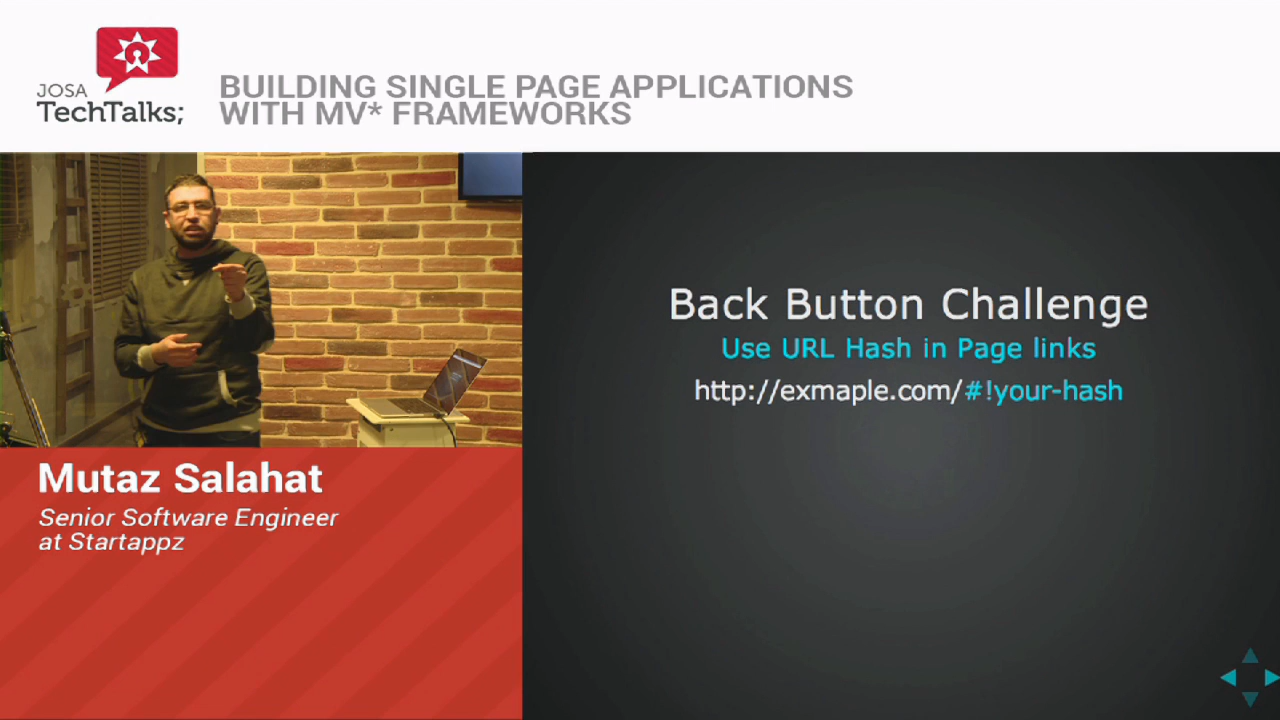 JOSA
TechTalks;
BUILDING SINGLE PAGE APPLICATIONS
WITH MV* FRAMEWORKS
Back Button Challenge
Use URL Hash in Page links
http://exmaple.com/#!your-hash
Mutaz Salahat
Senior Software Engineer
at Startappz